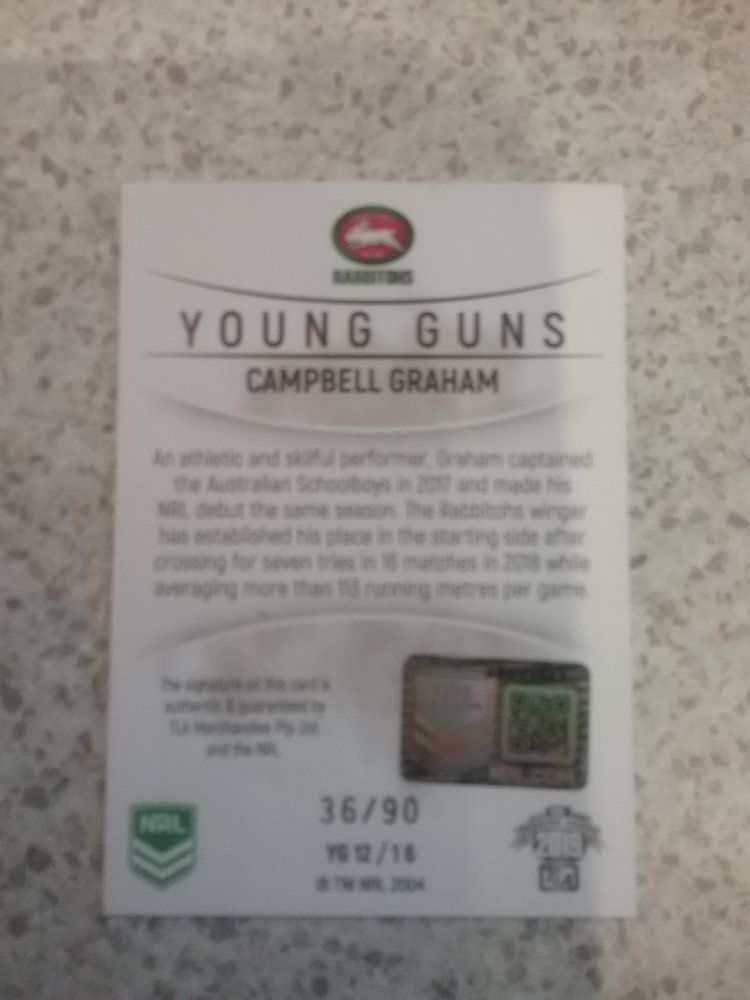 RABBITOHS
YOUNG GUNS
CAMPBELL GRAHAM
An athletic and skilful performer, Graham captained
the Australian Schoolboys in 2017 and made his
NRL debut the same season. The Rabbitohs winger
has established his place in the starting side after
crossing for seven tries in 16 matches in 2018 while
averaging more than 113 running metres per game.
The signature on this card is
authentic & guaranteed by
TLA Merchandise Pty Ltd
and the NRL.
36/90
NRL
YG 12/16
2019
© TM NRL 2004